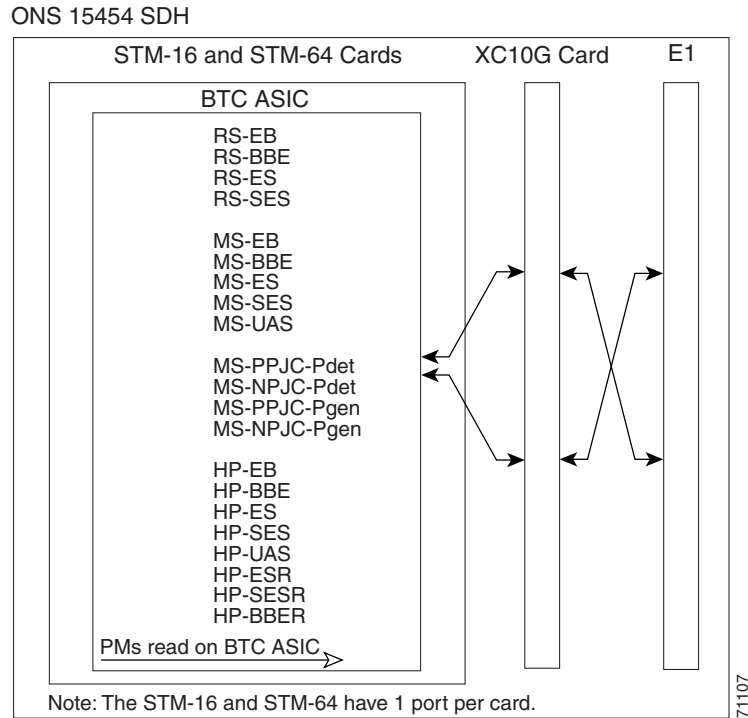 ONS 15454 SDH
STM-16 and STM-64 Cards
XC10G Card
E1
BTC ASIC
RS-EB
RS-BBE
RS-ES
RS-SES
MS-EB
MS-BBE
MS-ES
MS-SES
MS-UAS
MS-PPJC-Pdet
MS-NPJC-Pdet
MS-PPJC-Pgen
MS-NPJC-Pgen
HP-EB
HP-BBE
HP-ES
HP-SES
HP-UAS
HP-ESR
HP-SESR
HP-BBER
PMs read on BTC ASIC
Note: The STM-16 and STM-64 have 1 port per card.
71107